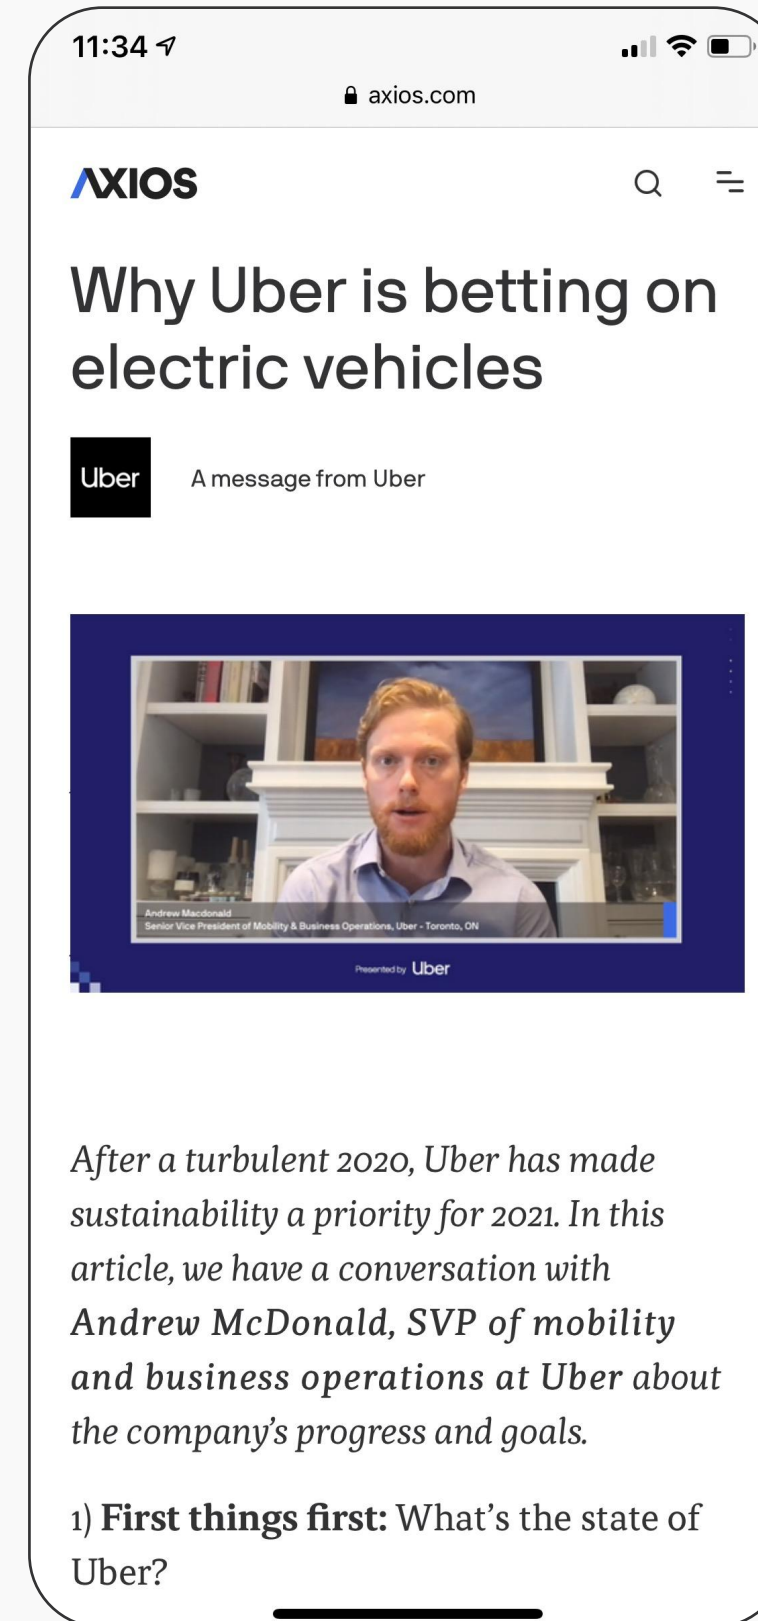 11:34
axios.com
AXIOS
Why Uber is betting on
electric vehicles
Uber
A message from Uber
Andrew Macdonald
Senior Vice President of Mobility & Business Operations, Uber - Toronto, ON
Presented by Uber
After a turbulent 2020, Uber has made
sustainability a priority for 2021. In this
article, we have a conversation with
Andrew McDonald, SVP of mobility
and business operations at Uber about
the company's progress and goals.
1) First things first: What's the state of
Uber?